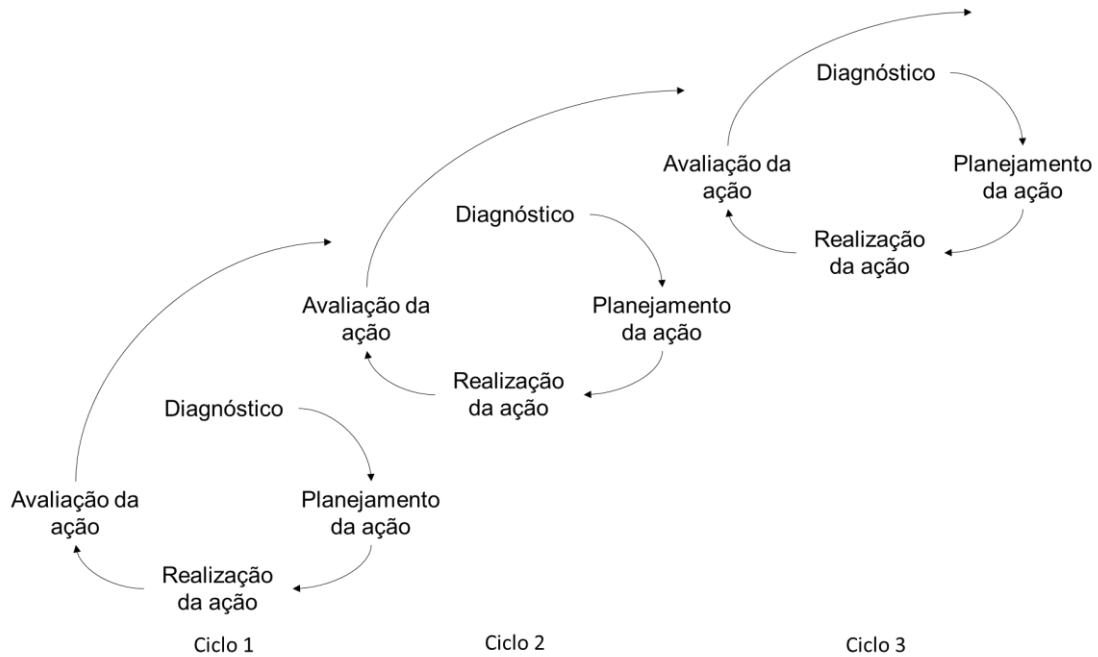 Diagnóstico
Avaliação da
ação
Planejamento
da ação
Realização
da ação
Diagnóstico
Avaliação da
ação
Planejamento
da ação
Realização
da ação
Diagnóstico
Avaliação da
ação
Planejamento
da ação
Realização
da ação
Ciclo 1
Ciclo 2
Ciclo 3